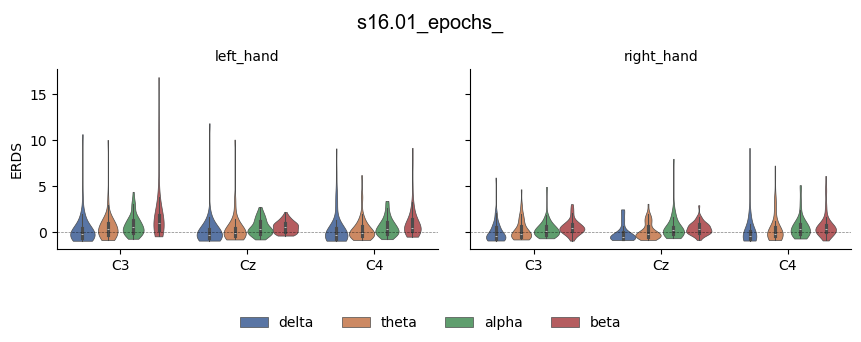 s16.01_epochs_
left_hand
right_hand
ERDS
15
10
5
0
C3
Cz
C4
C3
Cz
C4
delta
theta
alpha
beta